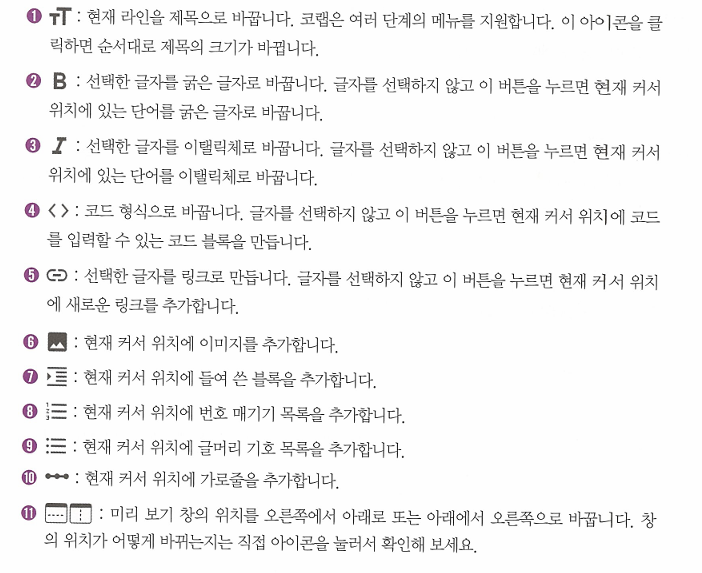 ❶ TT : 현재 라인을 제목으로 바꿉니다. 코랩은 여러 단계의 메뉴를 지원합니다. 이 아이콘을 클
릭하면 순서대로 제목의 크기가 바뀝니다.
❷ B : 선택한 글자를 굵은 글자로 바꿉니다. 글자를 선택하지 않고 이 버튼을 누르면 현재 커서
위치에 있는 단어를 굵은 글자로 바꿉니다.
❸ I : 선택한 글자를 이탤릭체로 바꿉니다. 글자를 선택하지 않고 이 버튼을 누르면 현재 커서
위치에 있는 단어를 이탤릭체로 바꿉니다.
❹ <> : 코드 형식으로 바꿉니다. 글자를 선택하지 않고 이 버튼을 누르면 현재 커서 위치에 코드
를 입력할 수 있는 코드 블록을 만듭니다.
❺ : 선택한 글자를 링크로 만듭니다. 글자를 선택하지 않고 이 버튼을 누르면 현재 커서 위치
에 새로운 링크를 추가합니다.
❻ : 현재 커서 위치에 이미지를 추가합니다.
❼ : 현재 커서 위치에 들여 쓴 블록을 추가합니다.
❽ : 현재 커서 위치에 번호 매기기 목록을 추가합니다.
❾ : 현재 커서 위치에 글머리 기호 목록을 추가합니다.
❿ : 현재 커서 위치에 가로줄을 추가합니다.
⓫ : 미리 보기 창의 위치를 오른쪽에서 아래로 또는 아래에서 오른쪽으로 바꿉니다. 창
의 위치가 어떻게 바뀌는지는 직접 아이콘을 눌러서 확인해 보세요.